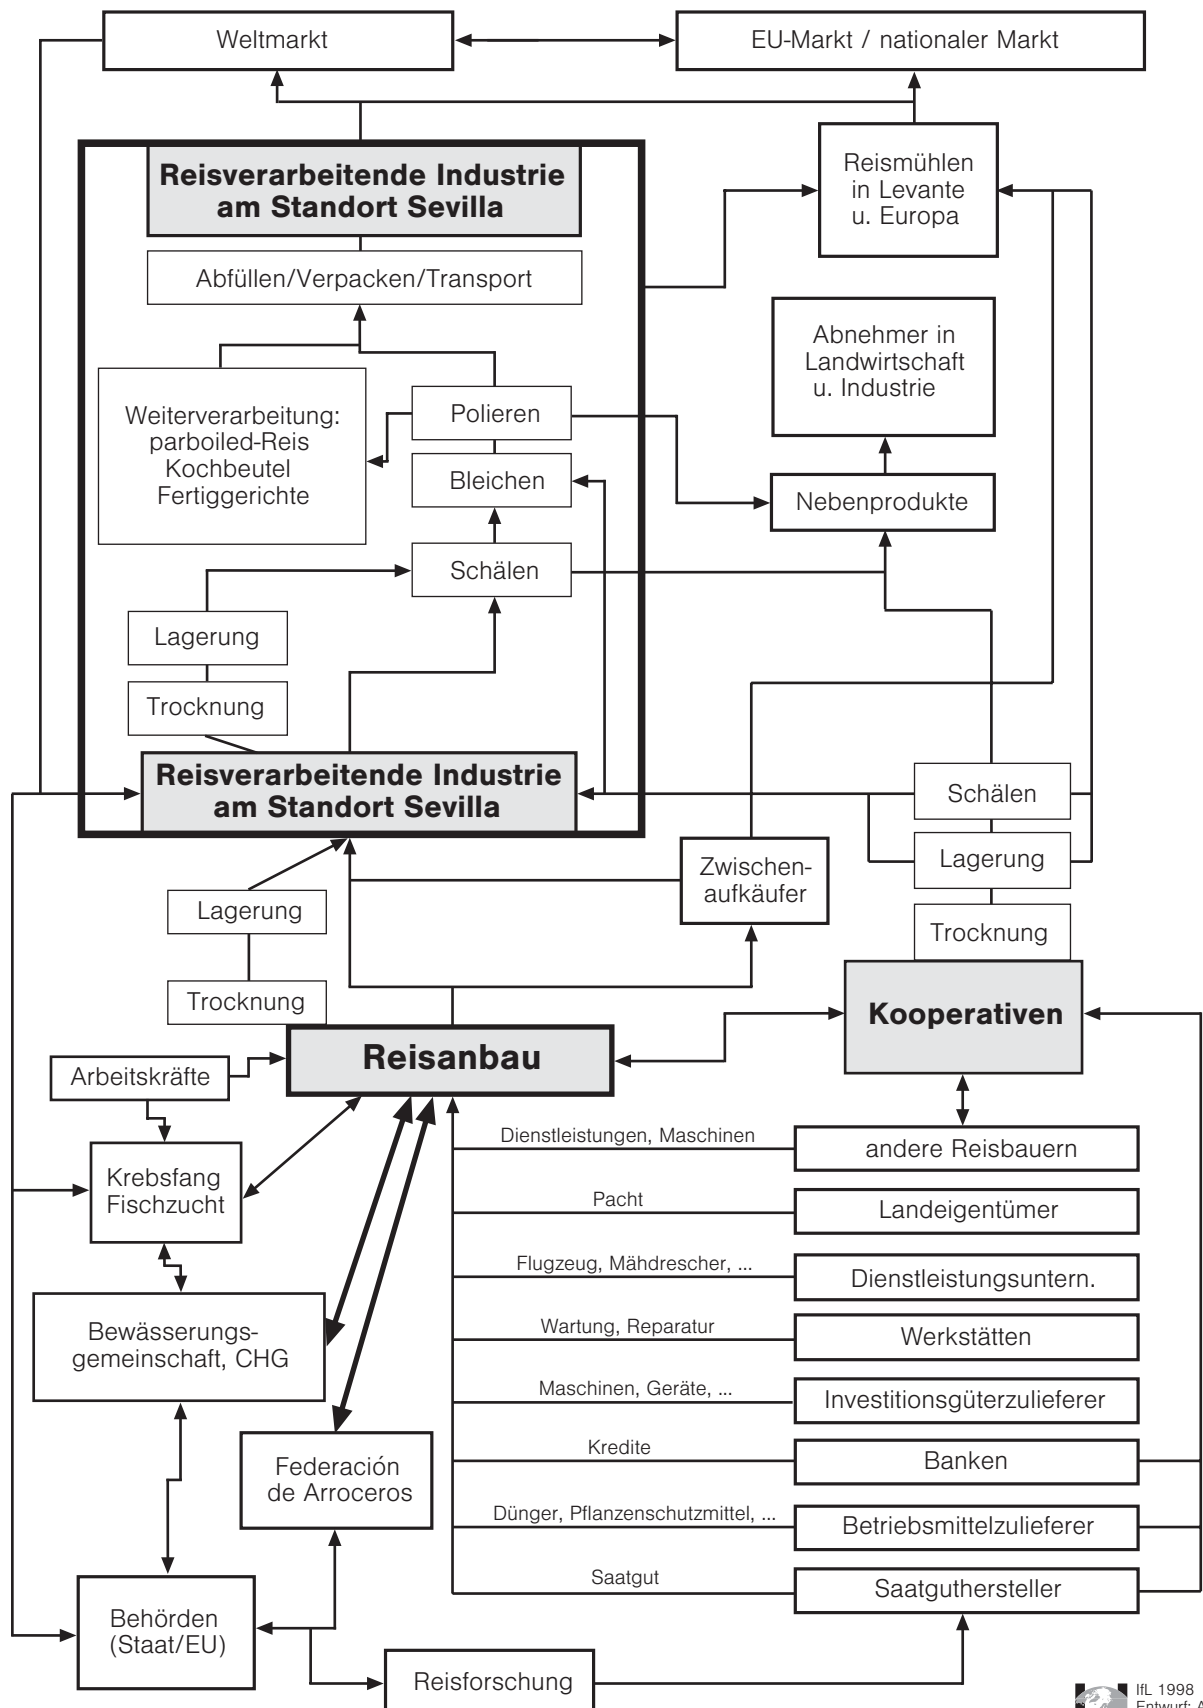 Weltmarkt
EU-Markt / nationaler Markt
Reisverarbeitende Industrie
am Standort Sevilla
Reismühlen
in Levante
u. Europa
Abfüllen/Verpacken/Transport
Abnehmer in
Landwirtschaft
u. Industrie
Weiterverarbeitung:
parboiled-Reis
Kochbeutel
Fertiggerichte
Polieren
Bleichen
Nebenprodukte
Schälen
Lagerung
Trocknung
Reisverarbeitende Industrie
am Standort Sevilla
Schälen
Lagerung
Trocknung
Zwischen-
aufkäufer
Lagerung
Trocknung
Kooperativen
Reisanbau
Arbeitskräfte
Krebsfang
Fischzucht
Dienstleistungen, Maschinen
andere Reisbauern
Pacht
Landeigentümer
Flugzeug, Mähdrescher, ...
Dienstleistungsuntern.
Bewässerungs-
gemeinschaft, CHG
Wartung, Reparatur
Werkstätten
Maschinen, Geräte, ...
Investitionsgüterzulieferer
Federación
de Arroceros
Kredite
Banken
Dünger, Pflanzenschutzmittel, ...
Betriebsmittelzulieferer
Saatgut
Saatguthersteller
Behörden
(Staat/EU)
Reisforschung
IfL 1998
Entwurf: A